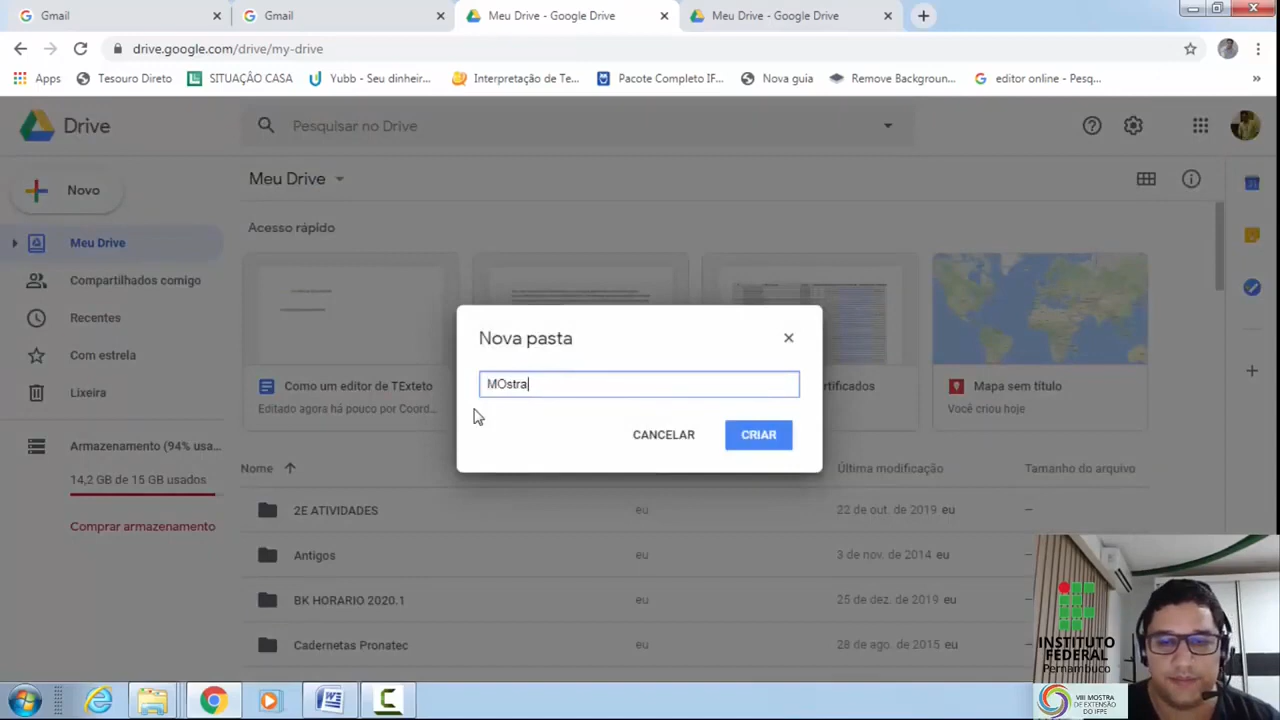 Gmail
Gmail
Meu Drive - Google Drive
Meu Drive - Google Drive
drive.google.com/drive/my-drive
Apps
Tesouro Direto
SITUAÇÃO CASA
Yubb - Seu dinheir...
Interpretação de Te...
Pacote Completo IF...
Nova guia
Remove Backgroun...
editor online - Pesq...
»
Drive
Pesquisar no Drive
Novo
Meu Drive
Meu Drive
Acesso rápido
Compartilhados comigo
Recentes
Com estrela
Lixeira
Armazenamento (94% usa...
14,2 GB de 15 GB usados
Comprar armazenamento
Como um editor de TExteto
Editado agora há pouco por Coord...
ertificados
Mapa sem título
Você criou hoje
Nova pasta
MOstra
CANCELAR
CRIAR
Nome
Última modificação
Tamanho do arquivo
2E ATIVIDADES
eu
22 de out. de 2019 eu
—
Antigos
eu
3 de nov. de 2014 eu
BK HORARIO 2020.1
eu
25 de dez. de 2019 eu
Cadernetas Pronatec
eu
28 de ago. de 2015 eu
INSTITUTO
FEDERAL
Pernambuco
VIII MOSTRA
DE EXTENSÃO
DO IFPE